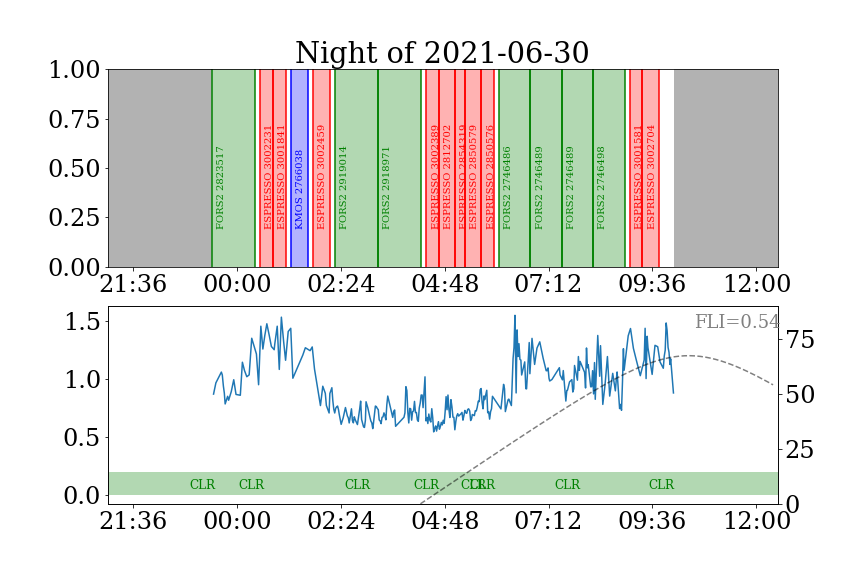 Night of 2021-06-30
1.00
0.75
0.50
0.25
0.00
FORS2 2823517
ESPRESSO 3002231
ESPRESSO 3001841
KMOS 2766038
ESPRESSO 3002459
FORS2 2919014
FORS2 2918971
ESPRESSO 3002389
ESPRESSO 2812702
ESPRESSO 2854319
ESPRESSO 2850579
ESPRESSO 2850576
FORS2 2746486
FORS2 2746489
FORS2 2746489
FORS2 2746498
ESPRESSO 3001581
ESPRESSO 3002704
21:36 00:00 02:24 04:48 07:12 09:36 12:00
FLI=0.54
1.5
1.0
0.5
0.0
75
50
25
0
CLR CLR CLR CLR CLR CLR CLR CLR
21:36 00:00 02:24 04:48 07:12 09:36 12:00